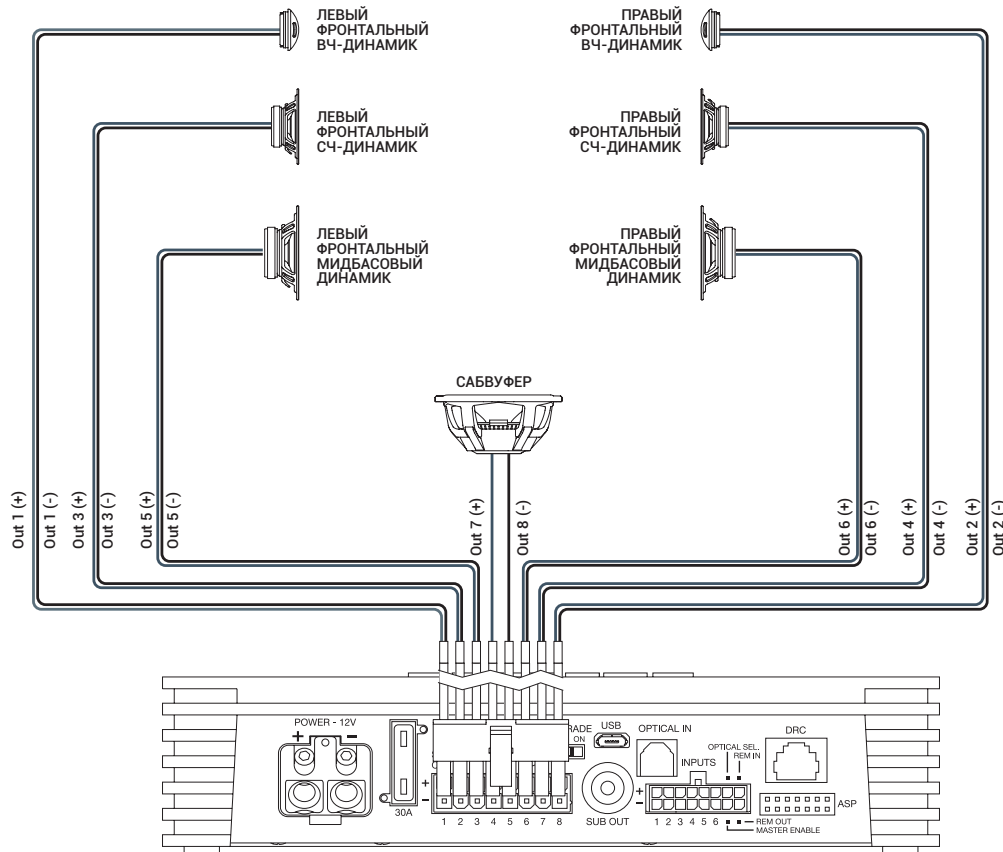 ЛЕВЫЙ
ФРОНТАЛЬНЫЙ
ВЧ-ДИНАМИК
ПРАВЫЙ
ФРОНТАЛЬНЫЙ
ВЧ-ДИНАМИК
ЛЕВЫЙ
ФРОНТАЛЬНЫЙ
СЧ-ДИНАМИК
ПРАВЫЙ
ФРОНТАЛЬНЫЙ
СЧ-ДИНАМИК
ЛЕВЫЙ
ФРОНТАЛЬНЫЙ
МИДБАСОВЫЙ
ДИНАМИК
ПРАВЫЙ
ФРОНТАЛЬНЫЙ
МИДБАСОВЫЙ
ДИНАМИК
САБВУФЕР
Out 1 (+)
Out 1 (-)
Out 3 (+)
Out 3 (-)
Out 5 (+)
Out 5 (-)
Out 7 (+)
Out 8 (-)
Out 6 (+)
Out 6 (-)
Out 4 (+)
Out 4 (-)
Out 2 (+)
Out 2 (-)
POWER - 12V
+ -
30A
+
-
1 2 3 4 5 6 7 8
RADE
ON
USB
SUB OUT
OPTICAL IN
INPUTS
+
-
1 2 3 4 5 6
OPTICAL SEL.
REM IN
DRC
ASP
REM OUT
MASTER ENABLE